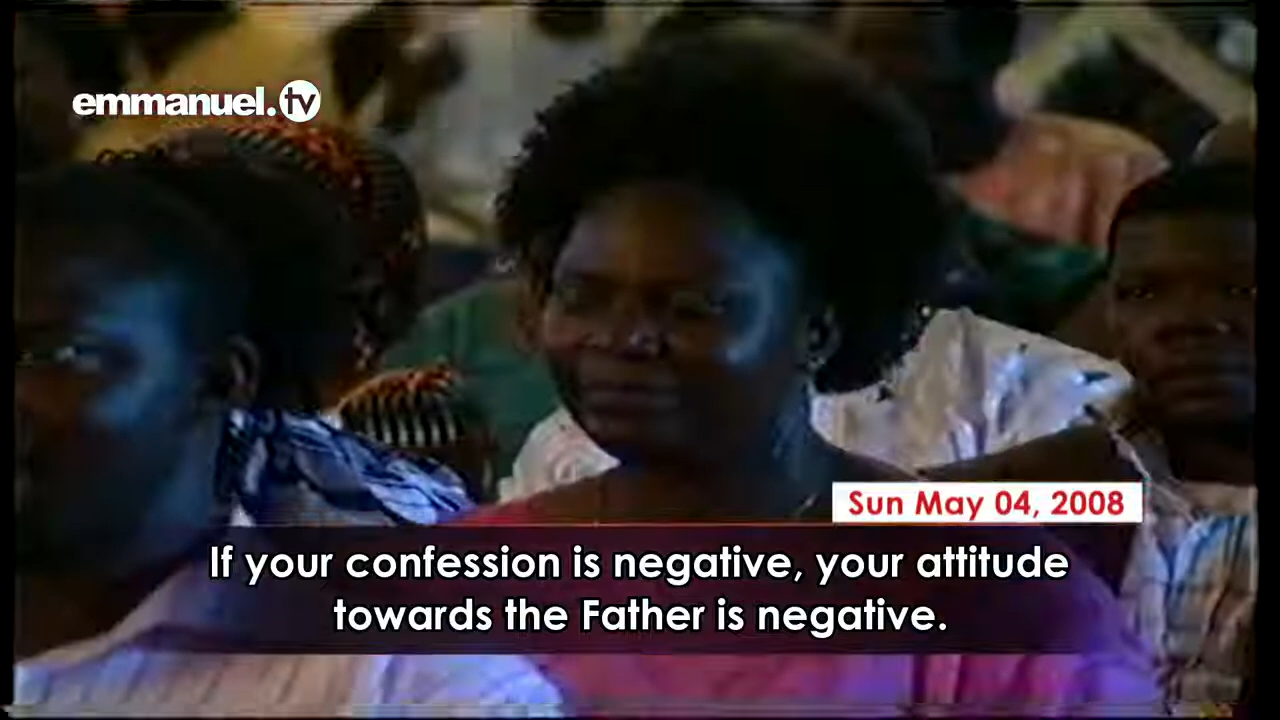 emmanuel.tv
Sun May 04, 2008
If your confession is negative, your attitude
towards the Father is negative.